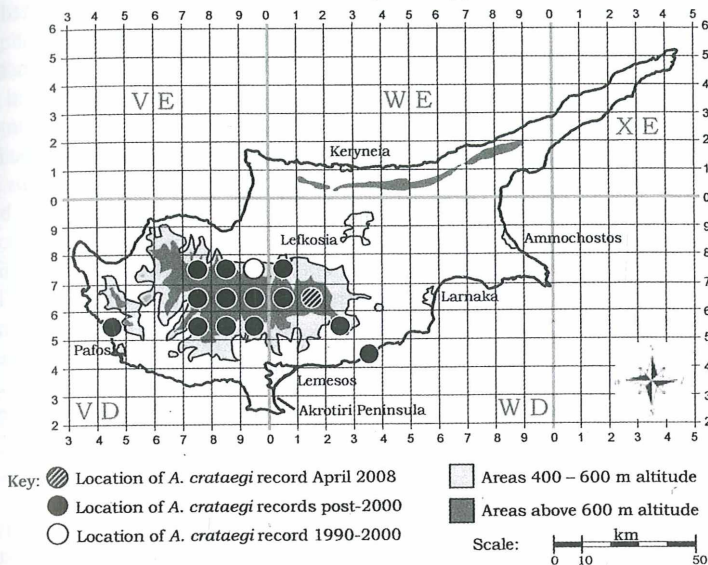 3 4 5 6 7 8 9 0 1 2 3 4 5 6 7 8 9 0 1 2 3 4 5
6 6
5 5
4 4
VE WE
3 3
XE
2 2
Keryneia
1 1
0 0
9 9
Lefkosia Ammochostos
8 8
7 7
Larnaka
6 6
5 5
Pafos
4 4
Lemesos
3 3
VD Akrotiri Peninsula WD
2 2
3 4 5 6 7 8 9 0 1 2 3 4 5 6 7 8 9 0 1 2 3 4 5
Key: Location of A. crataegi record April 2008
Location of A. crataegi records post-2000
Location of A. crataegi record 1990-2000
Areas 400 – 600 m altitude
Areas above 600 m altitude
Scale: km
0 10 50